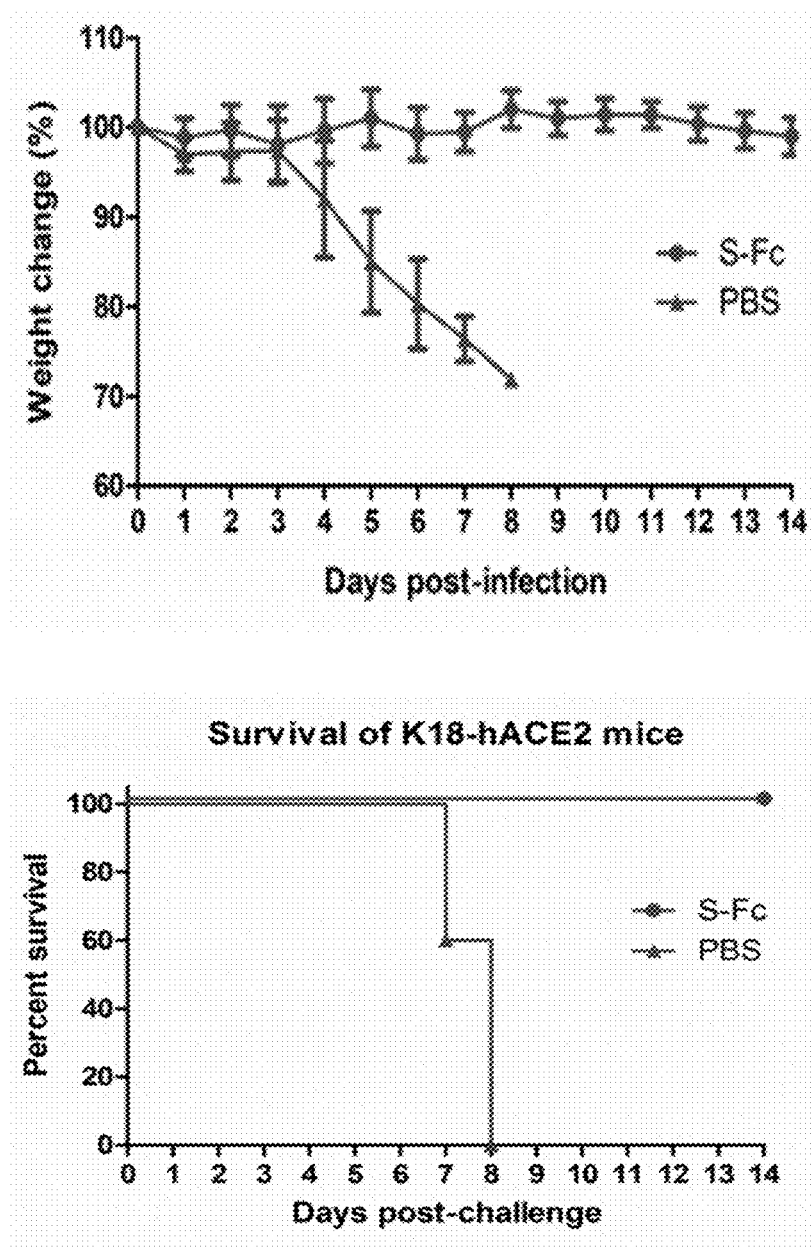 110
100
90
80
70
60
Weight change (%)
S-Fc
PBS
0 1 2 3 4 5 6 7 8 9 10 11 12 13 14
Days post-infection
Survival of K18-hACE2 mice
100
80
60
40
20
0
Percent survival
S-Fc
PBS
0 1 2 3 4 5 6 7 8 9 10 11 12 13 14
Days post-challenge